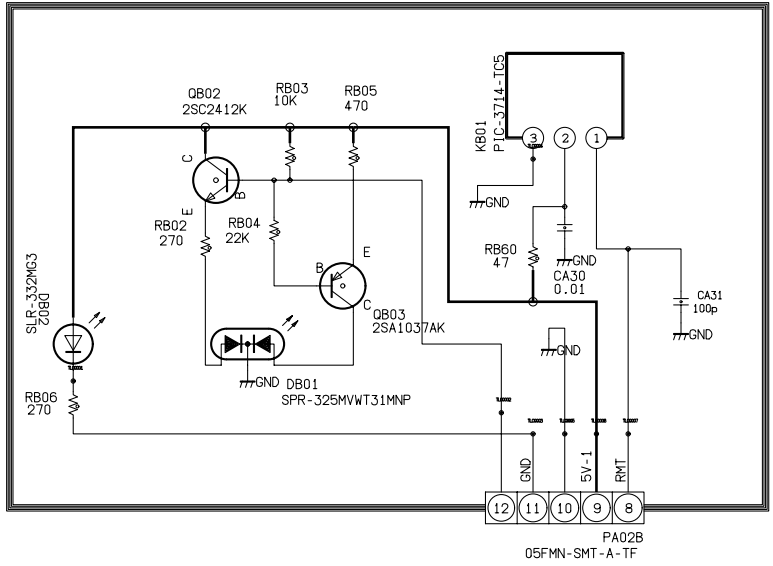 QB02
2SC2412K
RB03
10K
RB05
470
KB01
PIC-3714-TC5
3
2
1
C
B
E
GND
RB02
270
RB04
22K
E
B
C
RB60
47
GND
CA30
0.01
SLR-332MG3
DB02
QB03
2SA1037AK
CA31
100p
GND
GND
GND
DB01
SPR-325MVWT31MNP
RB06
270
GND
5V-1
RMT
12
11
10
9
8
PA02B
05FMN-SMT-A-TF